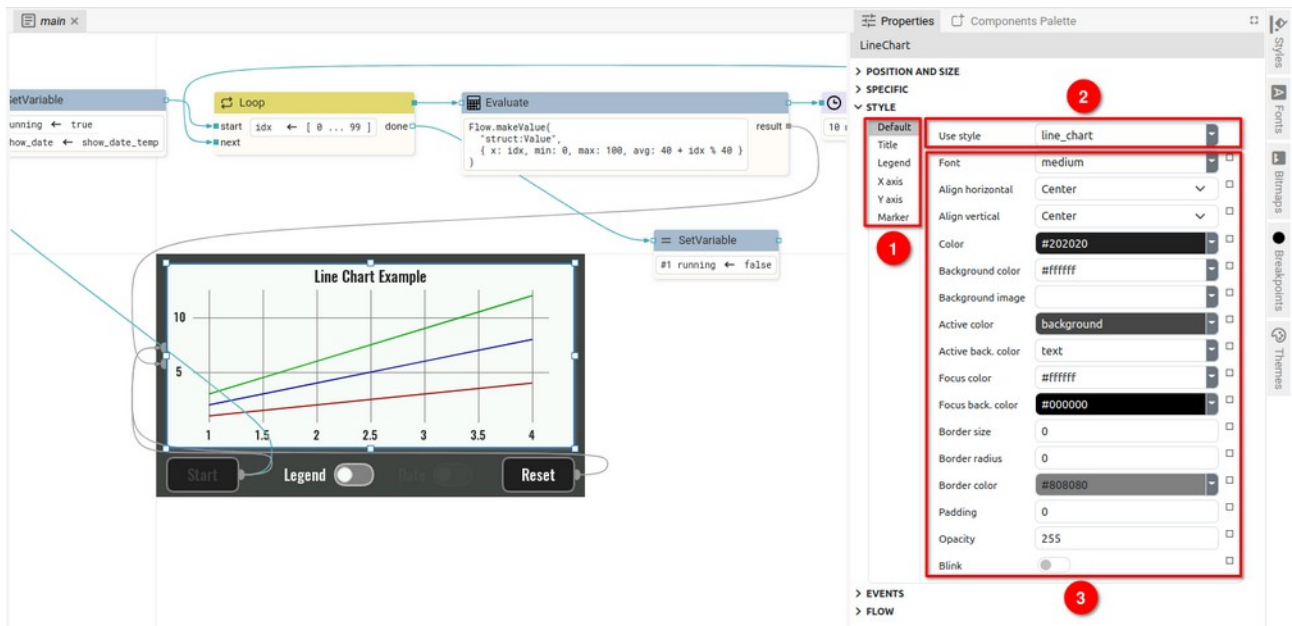 main ×
Properties
Components Palette
LineChart
> POSITION AND SIZE
> SPECIFIC
STYLE
Default
Title
Legend
X axis
Y axis
Marker
1
2
Use style line_chart
Font medium
Align horizontal Center
Align vertical Center
Color #202020
Background color #ffffff
Background image
Active color background
Active back. color text
Focus color #ffffff
Focus back. color #000000
Border size 0
Border radius 0
Border color #808080
Padding 0
Opacity 255
Blink
3
> EVENTS
> FLOW
Styles
Fonts
Bitmaps
Breakpoints
Themes
SetVariable
unning ← true
how_date ← show_date_temp
Loop
start idx ← [ 0 ... 99 ] done
next
Evaluate
Flow.makeValue(
"struct:Value",
{ x: idx, min: 0, max: 100, avg: 40 + idx % 40 }
)
result
10
= SetVariable
#1 running ← false
Line Chart Example
10
5
1 1.5 2 2.5 3 3.5 4
Start Legend Date Reset